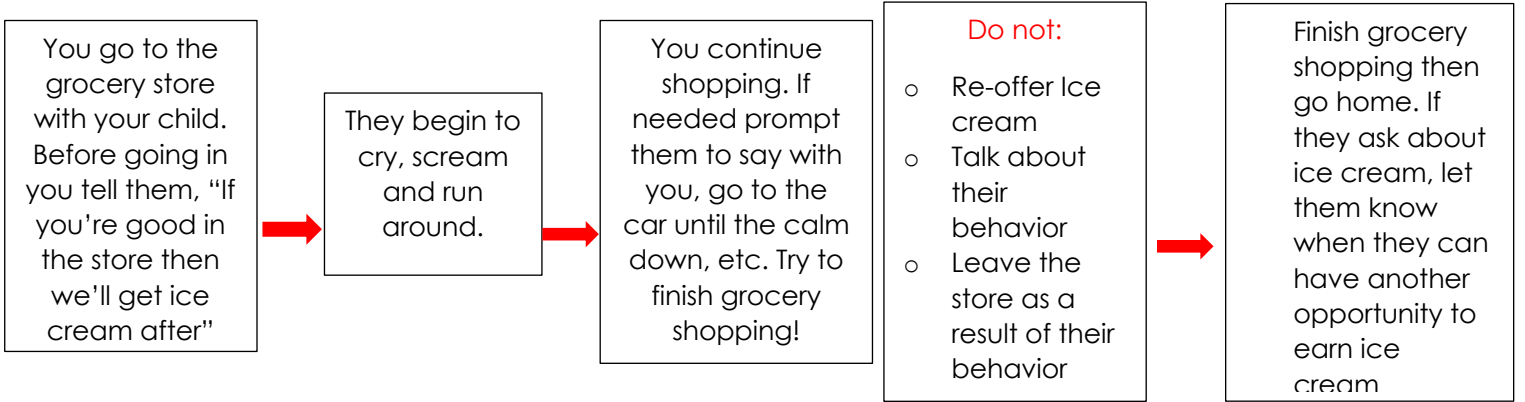 You go to the
grocery store
with your child.
Before going in
you tell them, “If
you’re good in
the store then
we’ll get ice
cream after”
They begin to
cry, scream
and run
around.
You continue
shopping. If
needed prompt
them to say with
you, go to the
car until the calm
down, etc. Try to
finish grocery
shopping!
Do not:
o Re-offer Ice
cream
o Talk about
their
behavior
o Leave the
store as a
result of their
behavior
Finish grocery
shopping then
go home. If
they ask about
ice cream, let
them know
when they can
have another
opportunity to
earn ice
cream